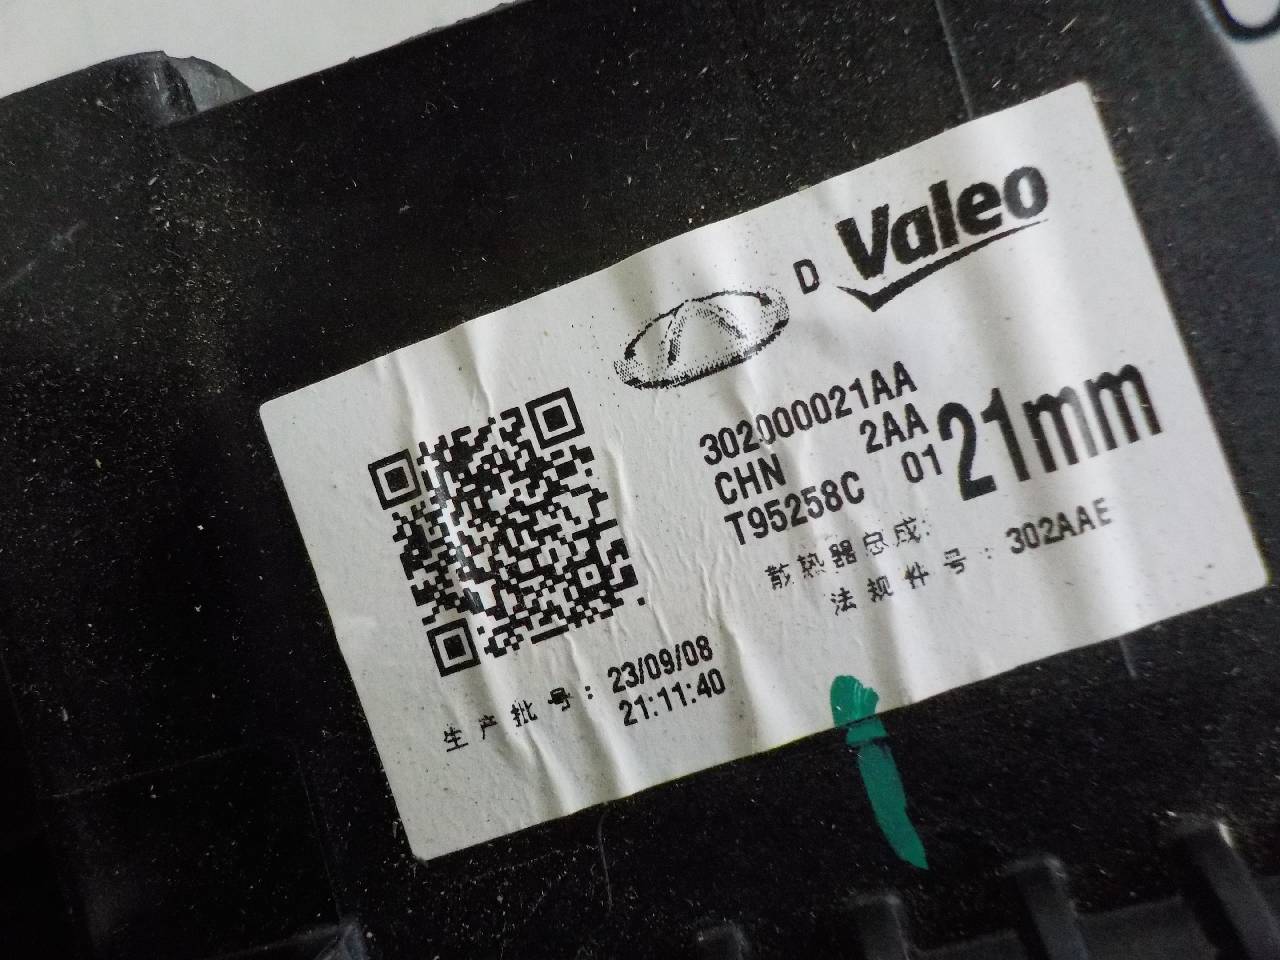 D Valeo
302000021AA
CHN 2AA
T95258C 01
21mm
散热器总成:
法规件号:302AAE
生产批号:23/09/08
21:11:40